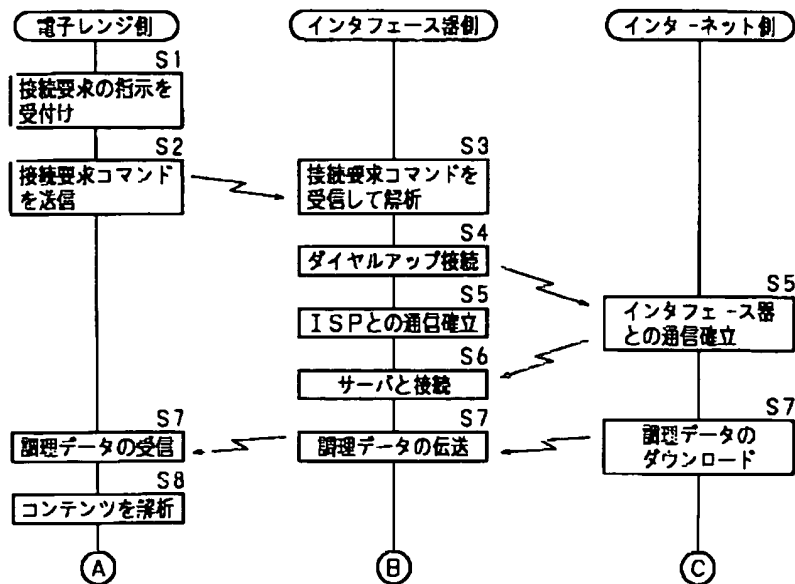 電子レンジ側
インタフェース器側
インターネット側
S1
接続要求の指示を
受付け
S2
接続要求コマンド
を送信
S3
接続要求コマンドを
受信して解析
S4
ダイヤルアップ接続
S5
ISPとの通信確立
S5
インタフェース器
との通信確立
S6
サーバと接続
S7
調理データの受信
S7
調理データの伝送
S7
調理データの
ダウンロード
S8
コンテンツを解析
A
B
C